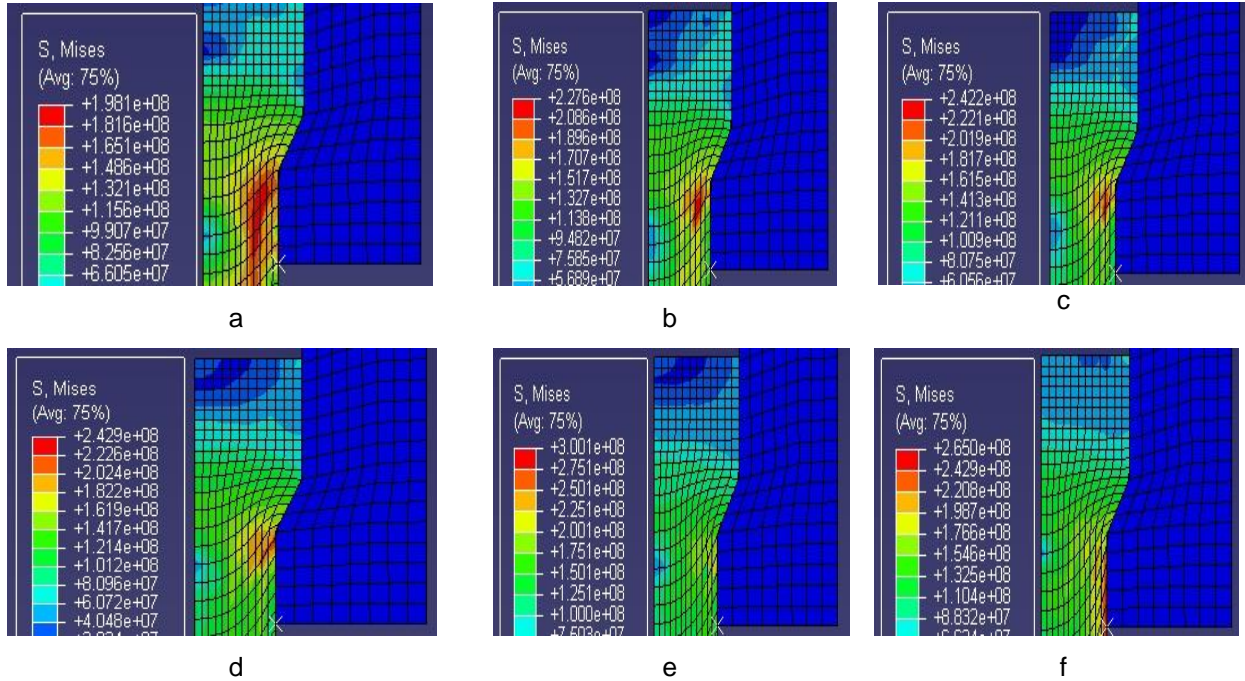 S, Mises
(Avg: 75%)
+1.981e+08
+1.816e+08
+1.651e+08
+1.486e+08
+1.321e+08
+1.156e+08
+9.907e+07
+8.256e+07
+6.605e+07
a
S, Mises
(Avg: 75%)
+2.276e+08
+2.086e+08
+1.896e+08
+1.707e+08
+1.517e+08
+1.327e+08
+1.138e+08
+9.482e+07
+7.585e+07
+5.689e+07
b
S, Mises
(Avg: 75%)
+2.422e+08
+2.221e+08
+2.019e+08
+1.817e+08
+1.615e+08
+1.413e+08
+1.211e+08
+1.009e+08
+8.075e+07
+6.056e+07
c
S, Mises
(Avg: 75%)
+2.429e+08
+2.226e+08
+2.024e+08
+1.822e+08
+1.619e+08
+1.417e+08
+1.214e+08
+1.012e+08
+8.096e+07
+6.072e+07
+4.048e+07
d
S, Mises
(Avg: 75%)
+3.001e+08
+2.751e+08
+2.501e+08
+2.251e+08
+2.001e+08
+1.751e+08
+1.501e+08
+1.251e+08
+1.000e+08
+7.503e+07
e
S, Mises
(Avg: 75%)
+2.650e+08
+2.429e+08
+2.208e+08
+1.987e+08
+1.766e+08
+1.546e+08
+1.325e+08
+1.104e+08
+8.832e+07
f